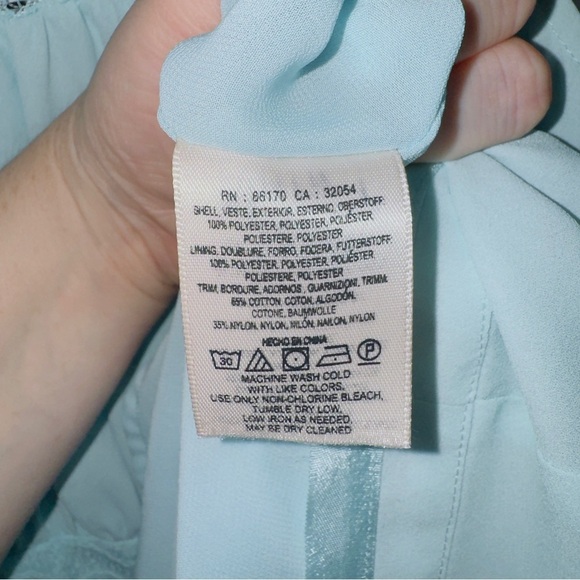 RN : 66170 CA : 32054
SHELL, VESTE, EXTERIOR, ESTERNO, OBERSTOFF:
100% POLYESTER, POLYESTER, POLIÉSTER
POLIESTERE, POLYESTER
LINING, DOUBLURE, FORRO, FODERA, FUTTERSTOFF:
100% POLYESTER, POLYESTER, POLIÉSTER
POLIESTERE, POLYESTER
TRIM, BORDURE, ADORNOS, GUARNIZIONI, TRIMM:
65% COTTON, COTON, ALGODÓN,
COTONE, BAUMWOLLE
35% NYLON, NYLON, NILÓN, NAILON, NYLON
HECHO EN CHINA
30 P
MACHINE WASH COLD
WITH LIKE COLORS.
USE ONLY NON-CHLORINE BLEACH,
TUMBLE DRY LOW,
LOW IRON AS NEEDED
MAY BE DRY CLEANED